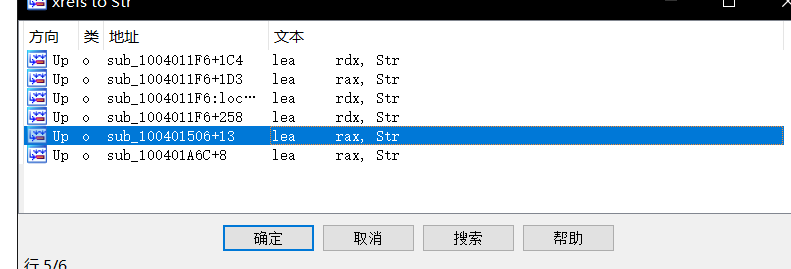 xrefs to Str
方向 类 地址 文本
Up o sub_1004011F6+1C4 lea rdx, Str
Up o sub_1004011F6+1D3 lea rax, Str
Up o sub_1004011F6:loc… lea rdx, Str
Up o sub_1004011F6+258 lea rdx, Str
Up o sub_100401506+13 lea rax, Str
Up o sub_100401A6C+8 lea rax, Str
确定 取消 搜索 帮助
行 5/6